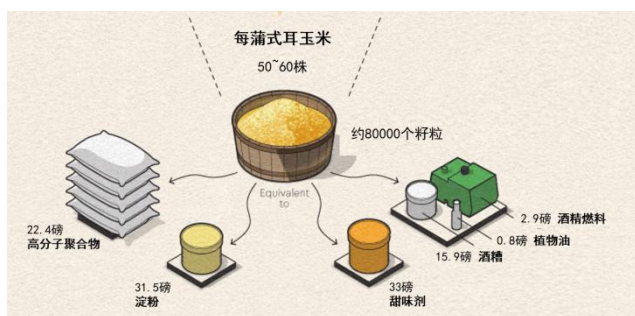 每蒲式耳玉米
50~60株
约80000个籽粒
Equivalent
to
22.4磅
高分子聚合物
31.5磅
淀粉
33磅
甜味剂
2.9磅 酒精燃料
0.8磅 植物油
15.9磅 酒糟